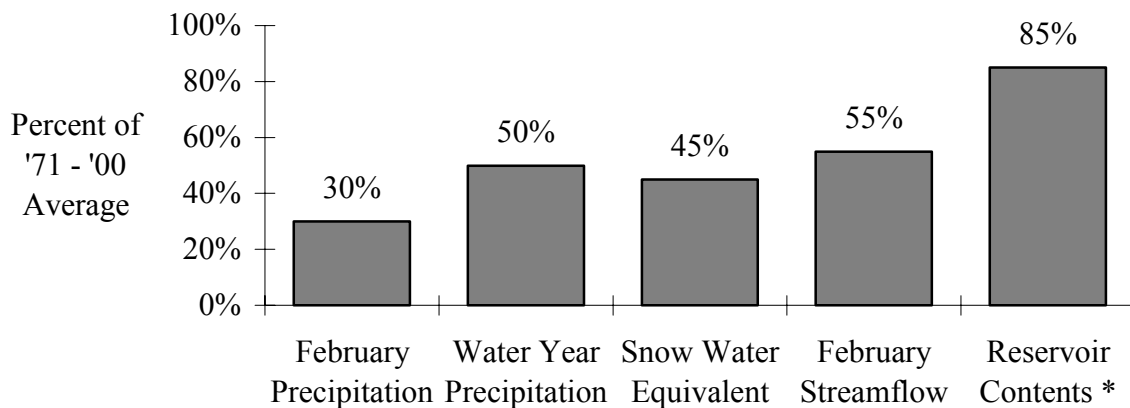 100%
80%
60%
40%
20%
0%
Percent of
'71 - '00
Average
30%
50%
45%
55%
85%
February
Precipitation
Water Year
Precipitation
Snow Water
Equivalent
February
Streamflow
Reservoir
Contents *